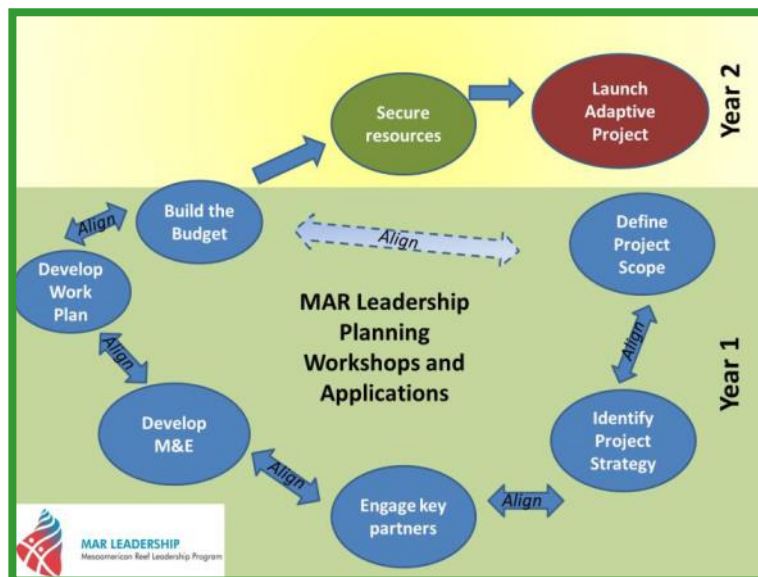 Secure
resources
Launch
Adaptive
Project
Year 2
Build the
Budget
Align
Align
Define
Project
Scope
Develop
Work
Plan
MAR Leadership
Planning
Workshops and
Applications
Align
Align
Year 1
Develop
M&E
Identify
Project
Strategy
Align
Engage key
partners
Align
MAR LEADERSHIP
Mesoamerican Reef Leadership Program